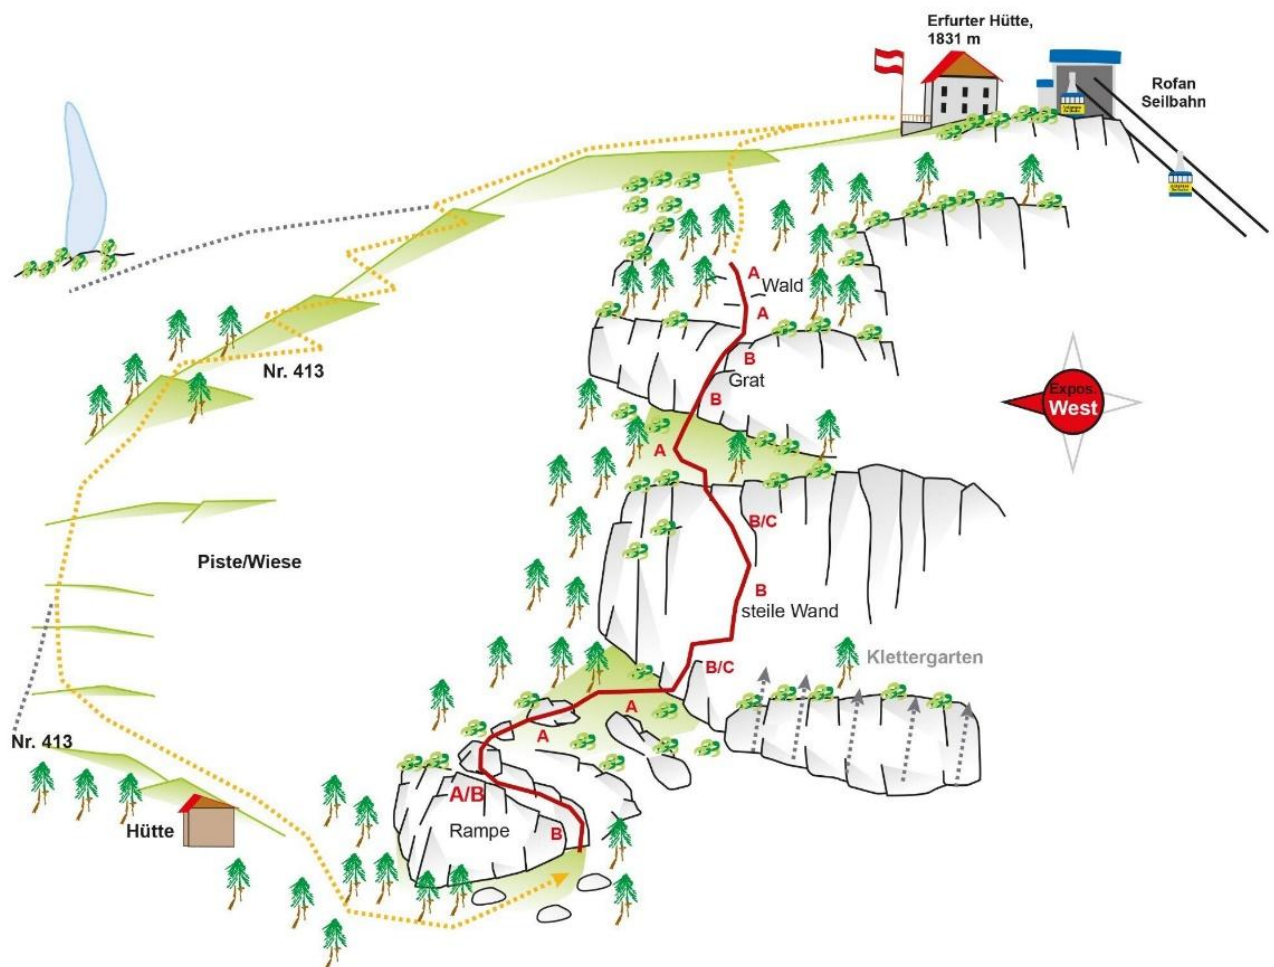 Erfurter Hütte,
1831 m
Rofan
Seilbahn
A
Wald
A
B
Grat
B
Nr. 413
Expos.
West
A
B/C
Piste/Wiese
B
steile Wand
B/C
Klettergarten
A
A
Nr. 413
A/B
Rampe
B
Hütte